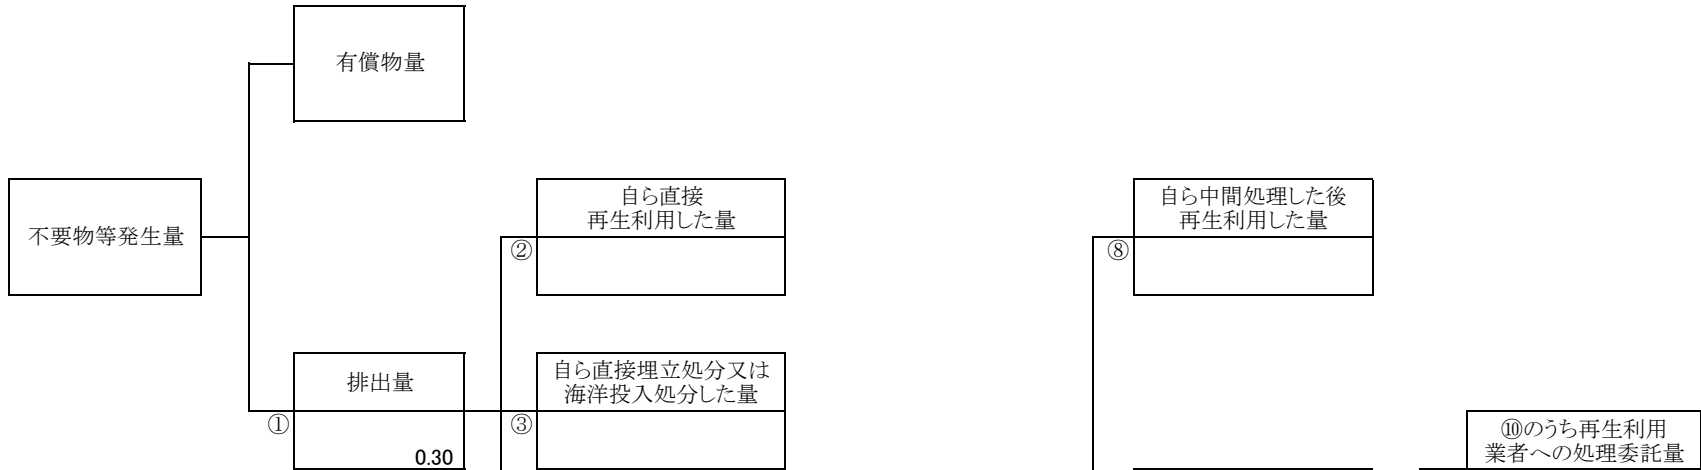 有償物量
不要物等発生量
自ら直接
再生利用した量
②
自ら中間処理した後
再生利用した量
⑧
排出量
①
0.30
自ら直接埋立処分又は
海洋投入処分した量
③
⑩のうち再生利用
業者への処理委託量